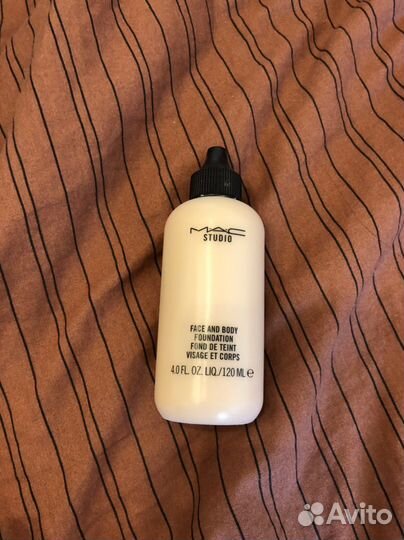 MAC
STUDIO
FACE AND BODY
FOUNDATION
FOND DE TEINT
VISAGE ET CORPS
4.0 FL. OZ. LIQ./120 ML ℮
Avito